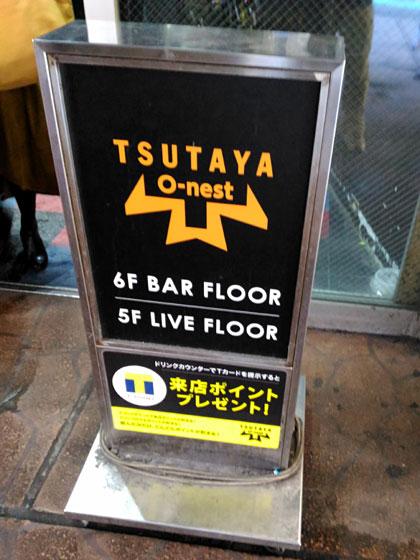 TSUTAYA
O-nest
6F BAR FLOOR
5F LIVE FLOOR
ドリンクカウンターでTカードを提示すると
来店ポイント
プレゼント!
T
TSUTAYA
O-nest